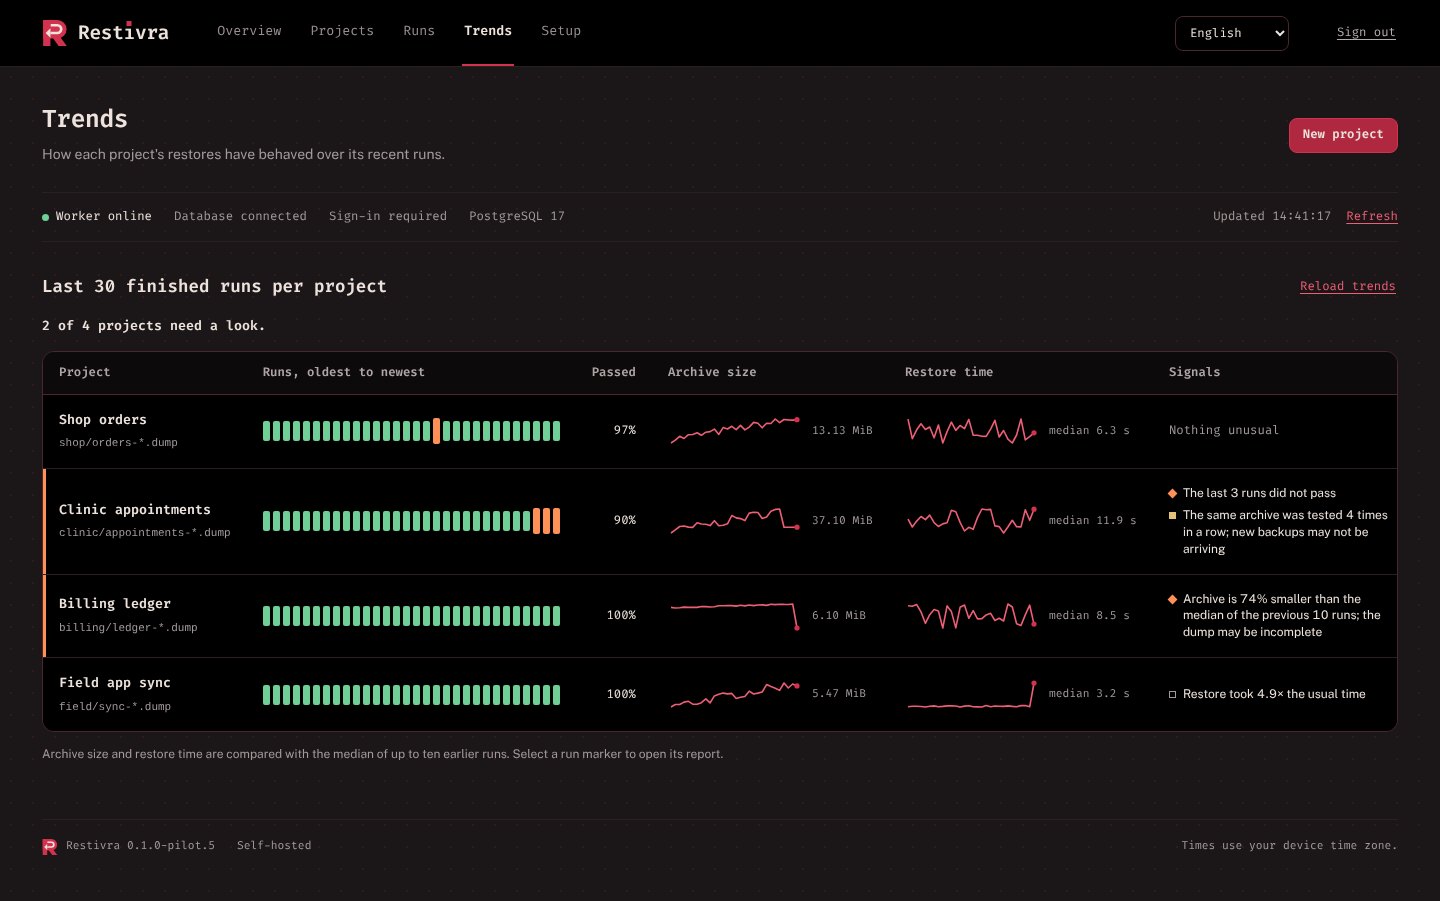 Restivra
Overview
Projects
Runs
Trends
Setup
English
Sign out
Trends
How each project's restores have behaved over its recent runs.
New project
Worker online
Database connected
Sign-in required
PostgreSQL 17
Updated 14:41:17
Refresh
Last 30 finished runs per project
Reload trends
2 of 4 projects need a look.
Project
Runs, oldest to newest
Passed
Archive size
Restore time
Signals
Shop orders
shop/orders-*.dump
97%
13.13 MiB
median 6.3 s
Nothing unusual
Clinic appointments
clinic/appointments-*.dump
90%
37.10 MiB
median 11.9 s
The last 3 runs did not pass
The same archive was tested 4 times
in a row; new backups may not be
arriving
Billing ledger
billing/ledger-*.dump
100%
6.10 MiB
median 8.5 s
Archive is 74% smaller than the
median of the previous 10 runs; the
dump may be incomplete
Field app sync
field/sync-*.dump
100%
5.47 MiB
median 3.2 s
Restore took 4.9× the usual time
Archive size and restore time are compared with the median of up to ten earlier runs. Select a run marker to open its report.
Restivra 0.1.0-pilot.5
Self-hosted
Times use your device time zone.